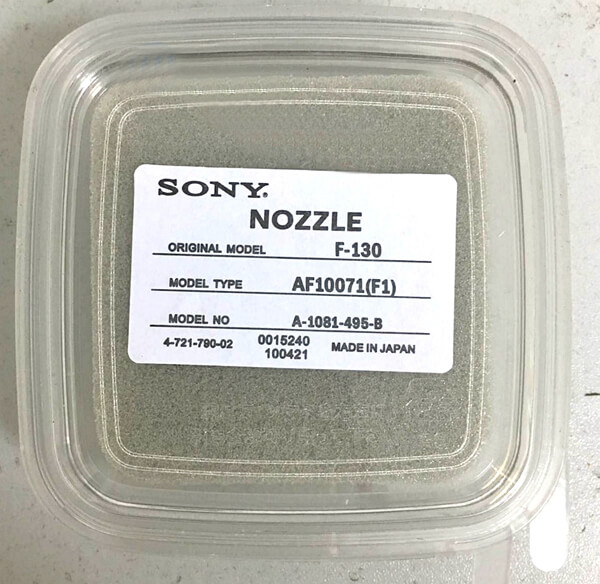 SONY.
NOZZLE
ORIGINAL MODEL F-130
MODEL TYPE AF10071(F1)
MODEL NO A-1081-495-B
4-721-790-02 0015240 MADE IN JAPAN
100421